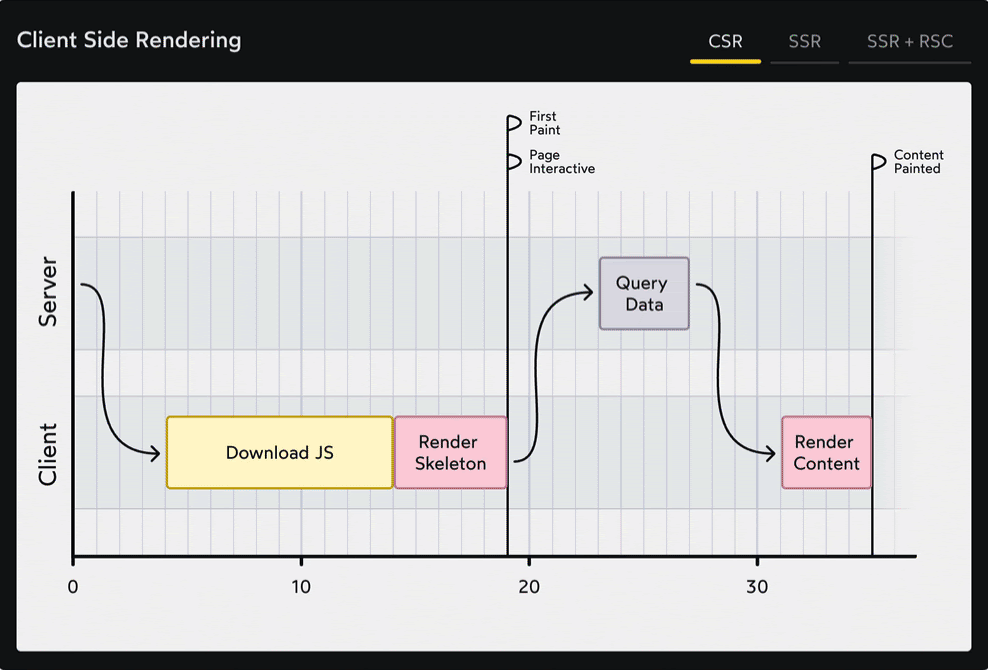 Client Side Rendering
CSR
SSR
SSR + RSC
First
Paint
Page
Interactive
Content
Painted
Server
Query
Data
Client
Download JS
Render
Skeleton
Render
Content
0
10
20
30